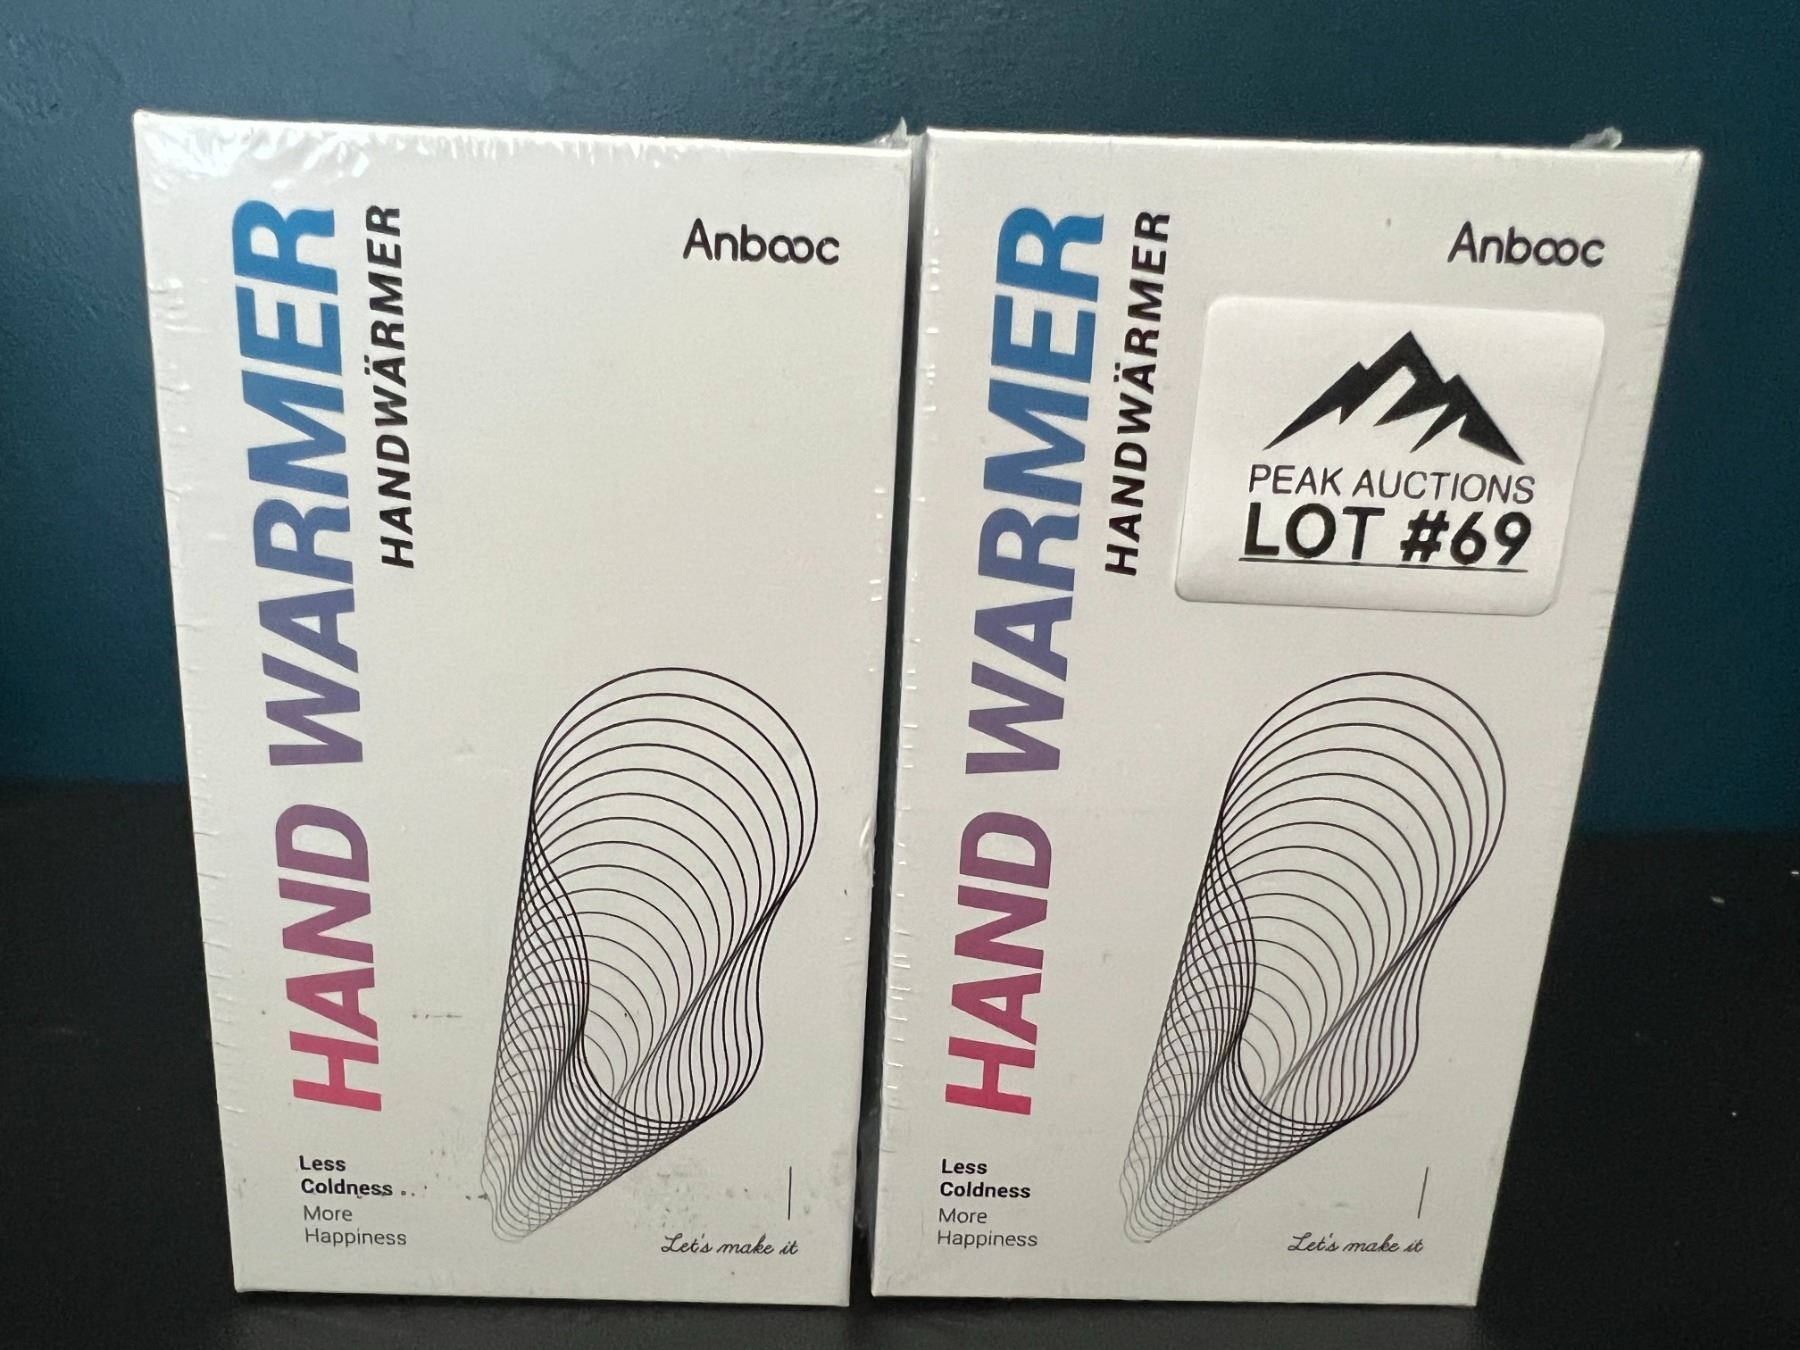 HAND WARMER
HANDWÄRMER
Anbooc
Less
Coldness
More
Happiness
Let's make it
HAND WARMER
HANDWÄRMER
Anbooc
PEAK AUCTIONS
LOT #69
Less
Coldness
More
Happiness
Let's make it